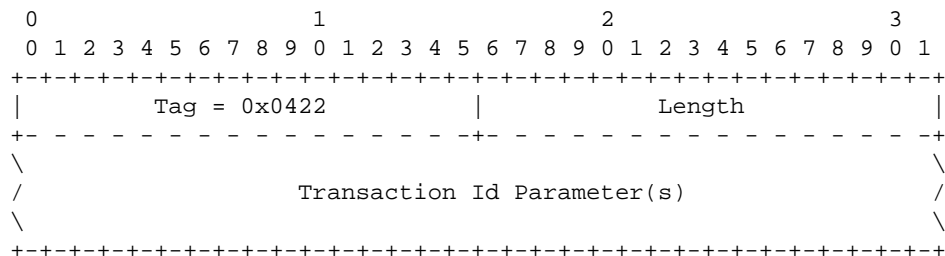 0                   1                   2                   3
 0 1 2 3 4 5 6 7 8 9 0 1 2 3 4 5 6 7 8 9 0 1 2 3 4 5 6 7 8 9 0 1
+-+-+-+-+-+-+-+-+-+-+-+-+-+-+-+-+-+-+-+-+-+-+-+-+-+-+-+-+-+-+-+-+
|         Tag = 0x0422          |            Length             |
+- - - - - - - - - - - - - - - -+- - - - - - - - - - - - - - - -+
\                                                               \
/                   Transaction Id Parameter(s)                 /
\                                                               \
+-+-+-+-+-+-+-+-+-+-+-+-+-+-+-+-+-+-+-+-+-+-+-+-+-+-+-+-+-+-+-+-+